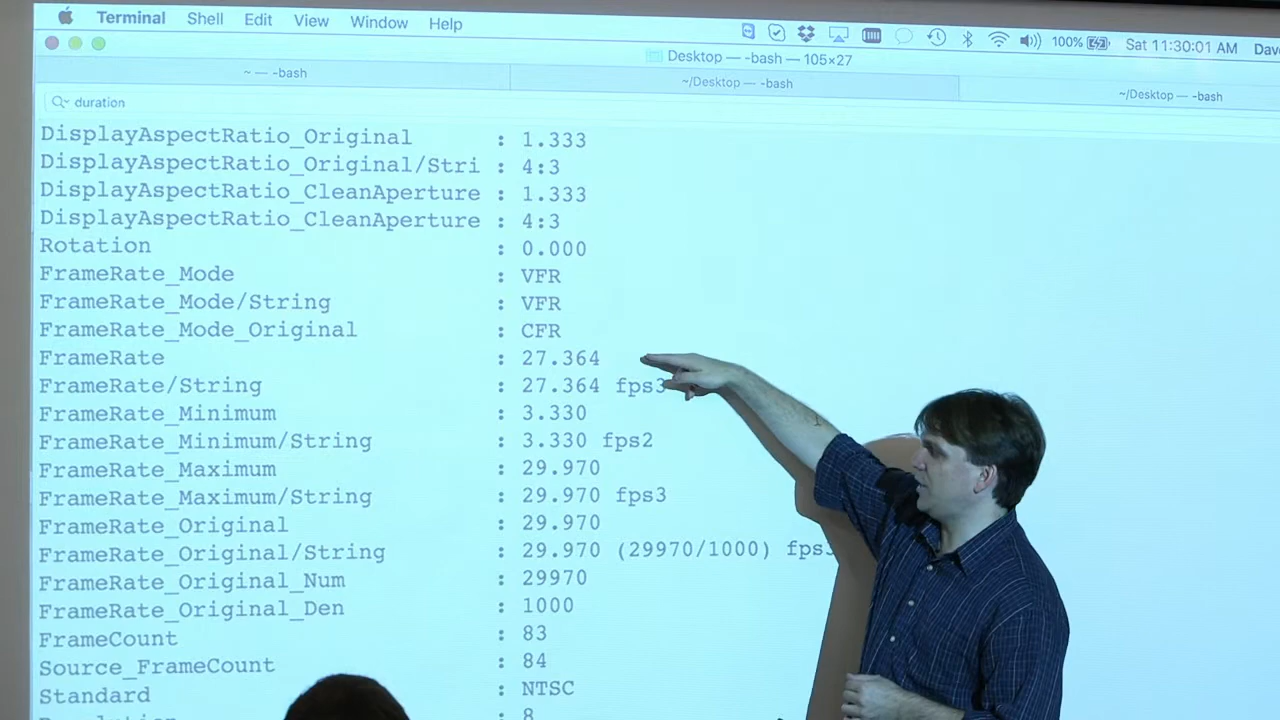 Terminal Shell Edit View Window Help 100% Sat 11:30:01 AM Dave
Desktop — -bash — 105×27
~ — -bash ~/Desktop — -bash ~/Desktop — -bash
duration
DisplayAspectRatio_Original : 1.333
DisplayAspectRatio_Original/Stri : 4:3
DisplayAspectRatio_CleanAperture : 1.333
DisplayAspectRatio_CleanAperture : 4:3
Rotation : 0.000
FrameRate_Mode : VFR
FrameRate_Mode/String : VFR
FrameRate_Mode_Original : CFR
FrameRate : 27.364
FrameRate/String : 27.364 fps3
FrameRate_Minimum : 3.330
FrameRate_Minimum/String : 3.330 fps2
FrameRate_Maximum : 29.970
FrameRate_Maximum/String : 29.970 fps3
FrameRate_Original : 29.970
FrameRate_Original/String : 29.970 (29970/1000) fps3
FrameRate_Original_Num : 29970
FrameRate_Original_Den : 1000
FrameCount : 83
Source_FrameCount : 84
Standard : NTSC
: 8